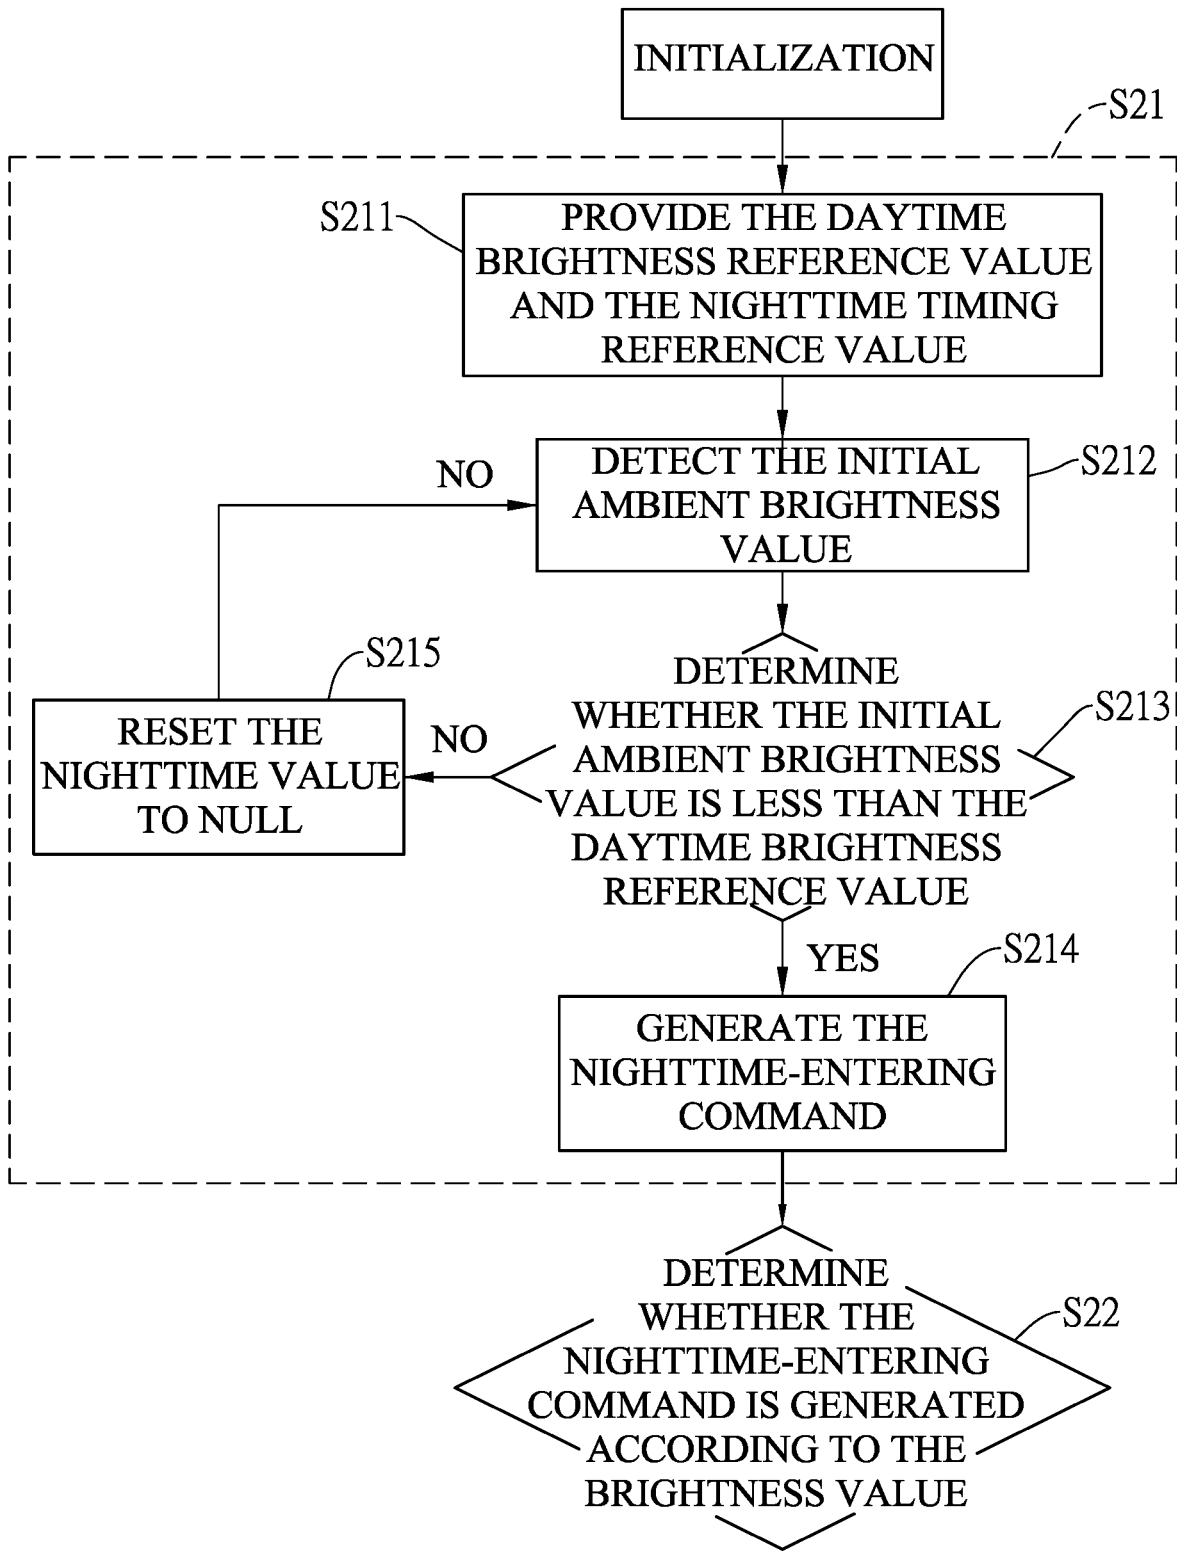 INITIALIZATION
S21
S211
PROVIDE THE DAYTIME
BRIGHTNESS REFERENCE VALUE
AND THE NIGHTTIME TIMING
REFERENCE VALUE
NO
DETECT THE INITIAL
AMBIENT BRIGHTNESS
VALUE
S212
S215
RESET THE
NIGHTTIME VALUE
TO NULL
NO
DETERMINE
WHETHER THE INITIAL
AMBIENT BRIGHTNESS
VALUE IS LESS THAN THE
DAYTIME BRIGHTNESS
REFERENCE VALUE
S213
YES
S214
GENERATE THE
NIGHTTIME-ENTERING
COMMAND
DETERMINE
WHETHER THE
NIGHTTIME-ENTERING
COMMAND IS GENERATED
ACCORDING TO THE
BRIGHTNESS VALUE
S22